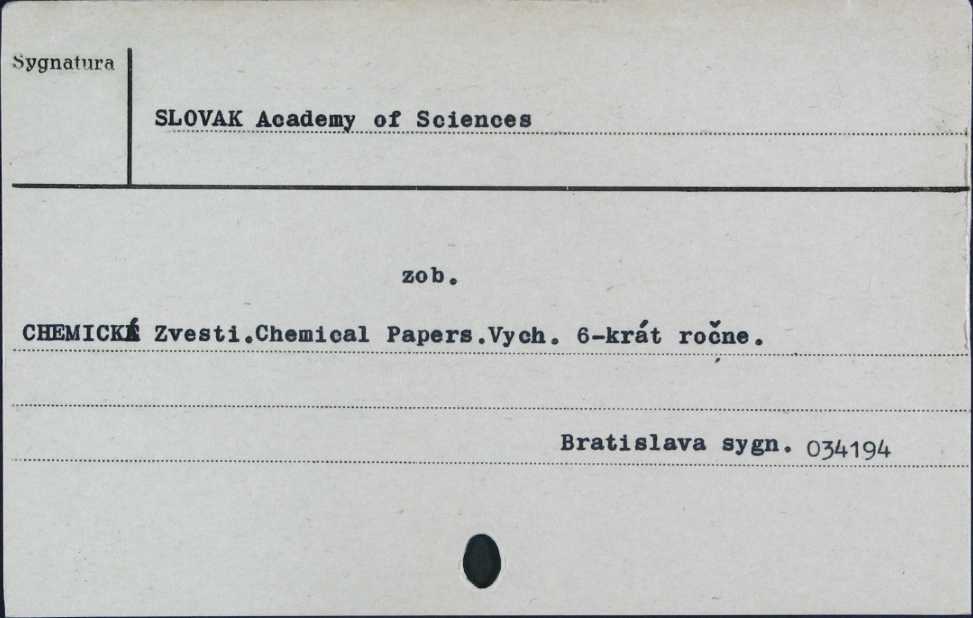 Sygnatura
SLOVAK Academy of Sciences
zob.
CHEMICKÉ Zvesti.Chemical Papers.Vych. 6-krát ročne.
Bratislava sygn. 034194